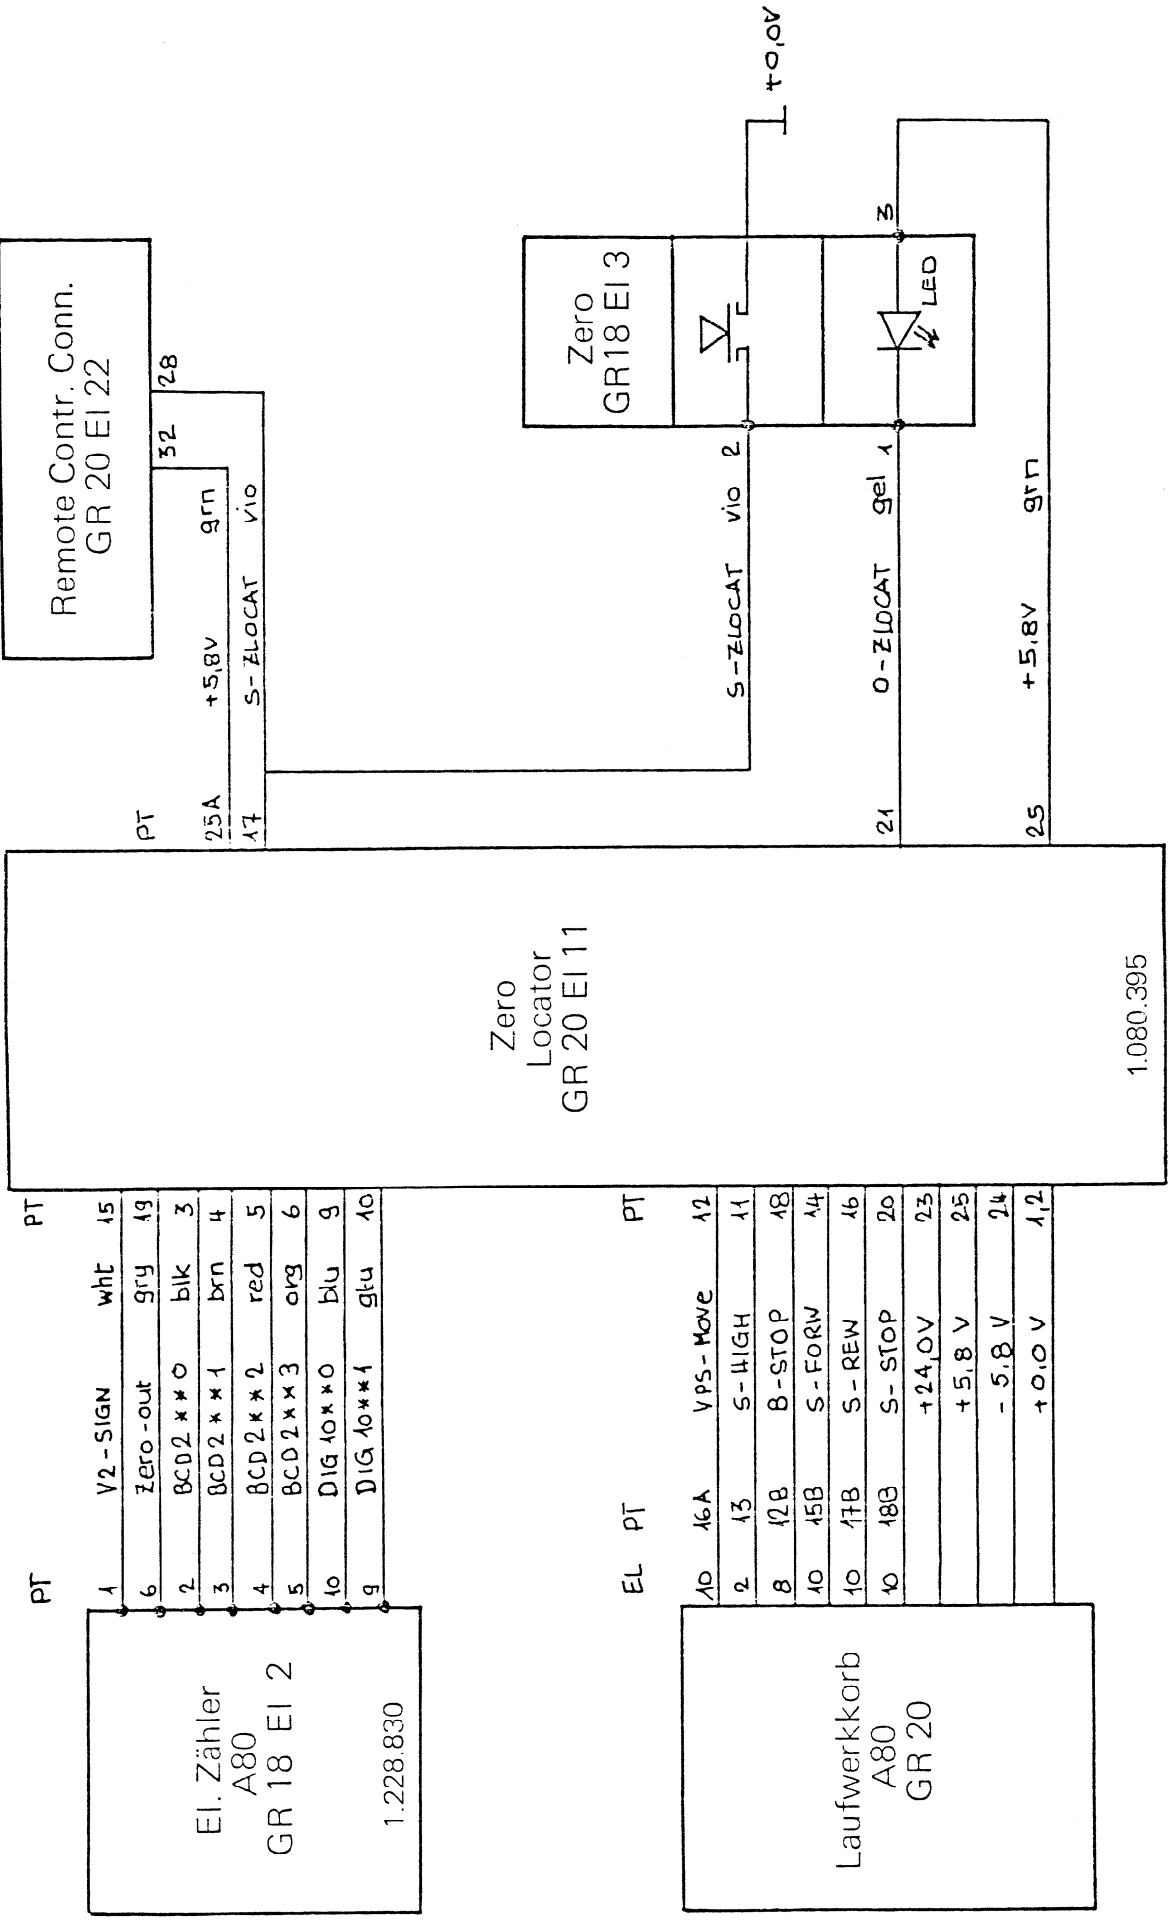 Remote Contr. Conn.
GR 20 EI 22
32
28
PT
25A +5,8V grn
17 S-ZLOCAT vio
Zero
GR18 EI 3
S-ZLOCAT vio 2
+0,0V
21 O-ZLOCAT gel 1
LED
3
25 +5,8V grn
Zero
Locator
GR 20 EI 11
1.080.395
PT PT
1 V2-SIGN wht 15
6 Zero-out gry 19
2 BCD2**0 blk 3
3 BCD2**1 brn 4
4 BCD2**2 red 5
5 BCD2**3 org 6
10 DIG 10**0 blu 9
9 DIG 10**1 10
El. Zähler
A80
GR 18 EI 2
1.228.830
EL PT PT
10 16A VPS-Move 12
2 13 S-HIGH 11
8 12B B-STOP 18
10 15B S-FORW 14
10 17B S-REW 16
10 18B S-STOP 20
+24,0V 23
+5,8V 25
-5,8V 24
+0,0V 1,2
Laufwerkkorb
A80
GR 20